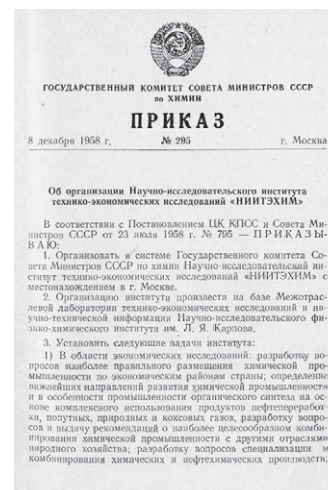 ГОСУДАРСТВЕННЫЙ КОМИТЕТ СОВЕТА МИНИСТРОВ СССР
по ХИМИИ
ПРИКАЗ
8 декабря 1958 г. № 295 г. Москва
Об организации Научно-исследовательского института
технико-экономических исследований «НИИТЭХИМ»
В соответствии с Постановлением ЦК КПСС и Совета Ми-
нистров СССР от 23 июля 1958 г. № 795 — ПРИКАЗЫ-
ВАЮ:
1. Организовать в системе Государственного комитета Со-
вета Министров СССР по химии Научно-исследовательский ин-
ститут технико-экономических исследований «НИИТЭХИМ» с
местонахождением в г. Москве.
2. Организацию института произвести на базе Межотрас-
левой лаборатории технико-экономических исследований и на-
учно-технической информации Научно-исследовательского фи-
зико-химического института им. Л. Я. Карпова.
3. Установить следующие задачи института:
1) В области экономических исследований: разработку во-
просов наиболее правильного размещения химической про-
мышленности по экономическим районам страны; определение
важнейших направлений развития химической промышленности
и в особенности промышленности органического синтеза на ос-
нове комплексного использования продуктов нефтепереработ-
ки, попутных, природных и коксовых газов, разработку вопро-
сов и выдачу рекомендаций о наиболее целесообразном комби-
нировании химической промышленности с другими отраслями
народного хозяйства; разработку вопросов специализации и
комбинирования химических и нефтехимических производств;